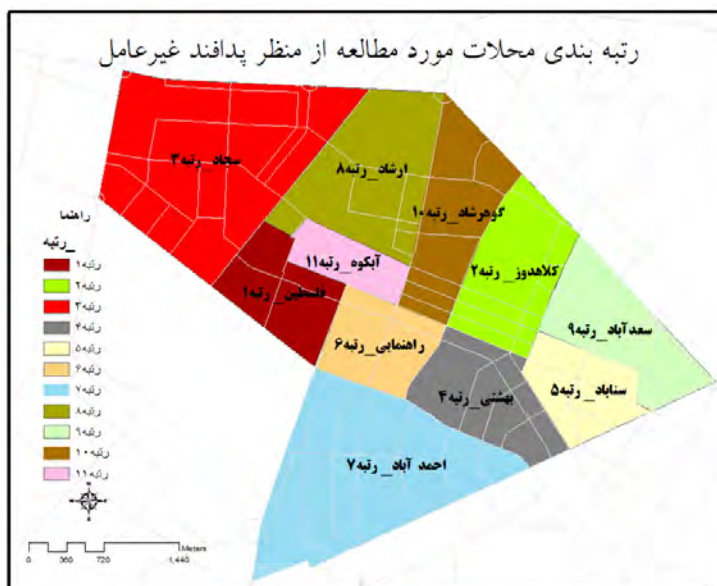 رتبه بندی محلات مورد مطالعه از منظر پدافند غیرعامل
سجاد_رتبه۳
ارشاد_رتبه۸
گوهرشاد_رتبه۱۰
کلاهدوز_رتبه۲
آبکوه_رتبه۱۱
فلسطین_رتبه۱
راهنمایی_رتبه۶
سعدآباد_رتبه۹
بهشتی_رتبه۴
سناباد_رتبه۵
احمد آباد_رتبه۷
راهنما
رتبه_
رتبه۱
رتبه۲
رتبه۳
رتبه۴
رتبه۵
رتبه۶
رتبه۷
رتبه۸
رتبه۹
رتبه۱۰
رتبه۱۱
Meters
0 360 720 1,440